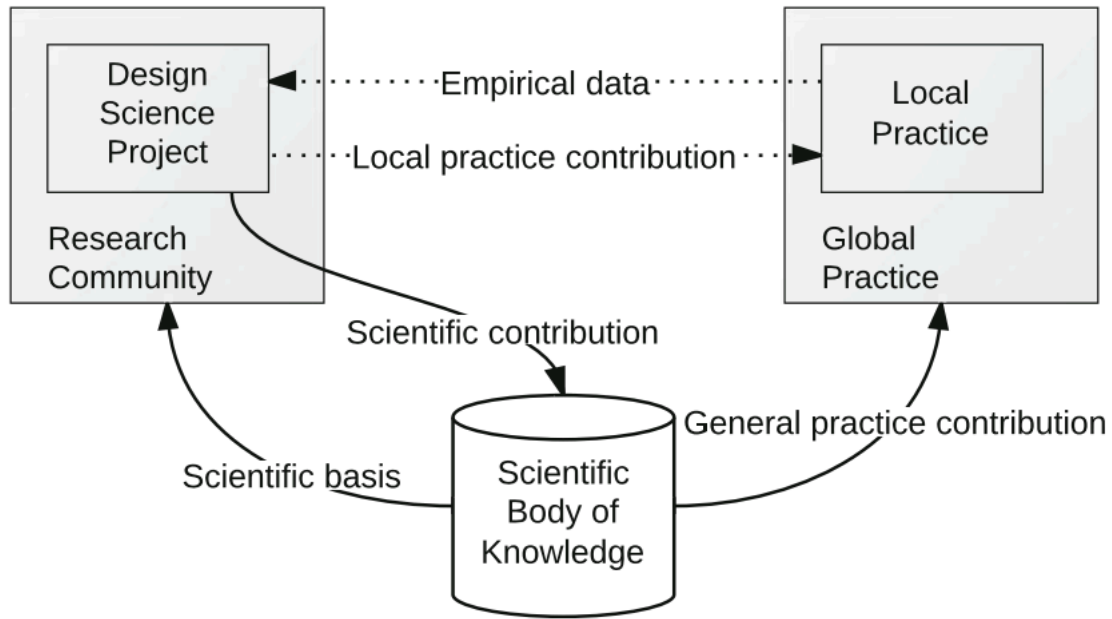 Design
Science
Project
Empirical data
Local
Practice
Local practice contribution
Research
Community
Global
Practice
Scientific contribution
General practice contribution
Scientific basis
Scientific
Body of
Knowledge